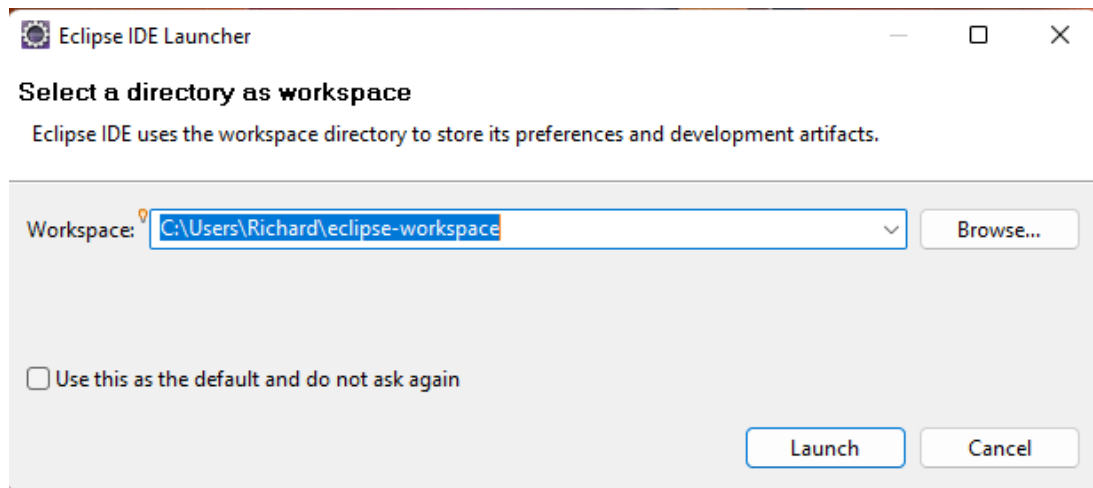 Eclipse IDE Launcher
Select a directory as workspace
Eclipse IDE uses the workspace directory to store its preferences and development artifacts.
Workspace: C:\Users\Richard\eclipse-workspace Browse...
Use this as the default and do not ask again
Launch Cancel